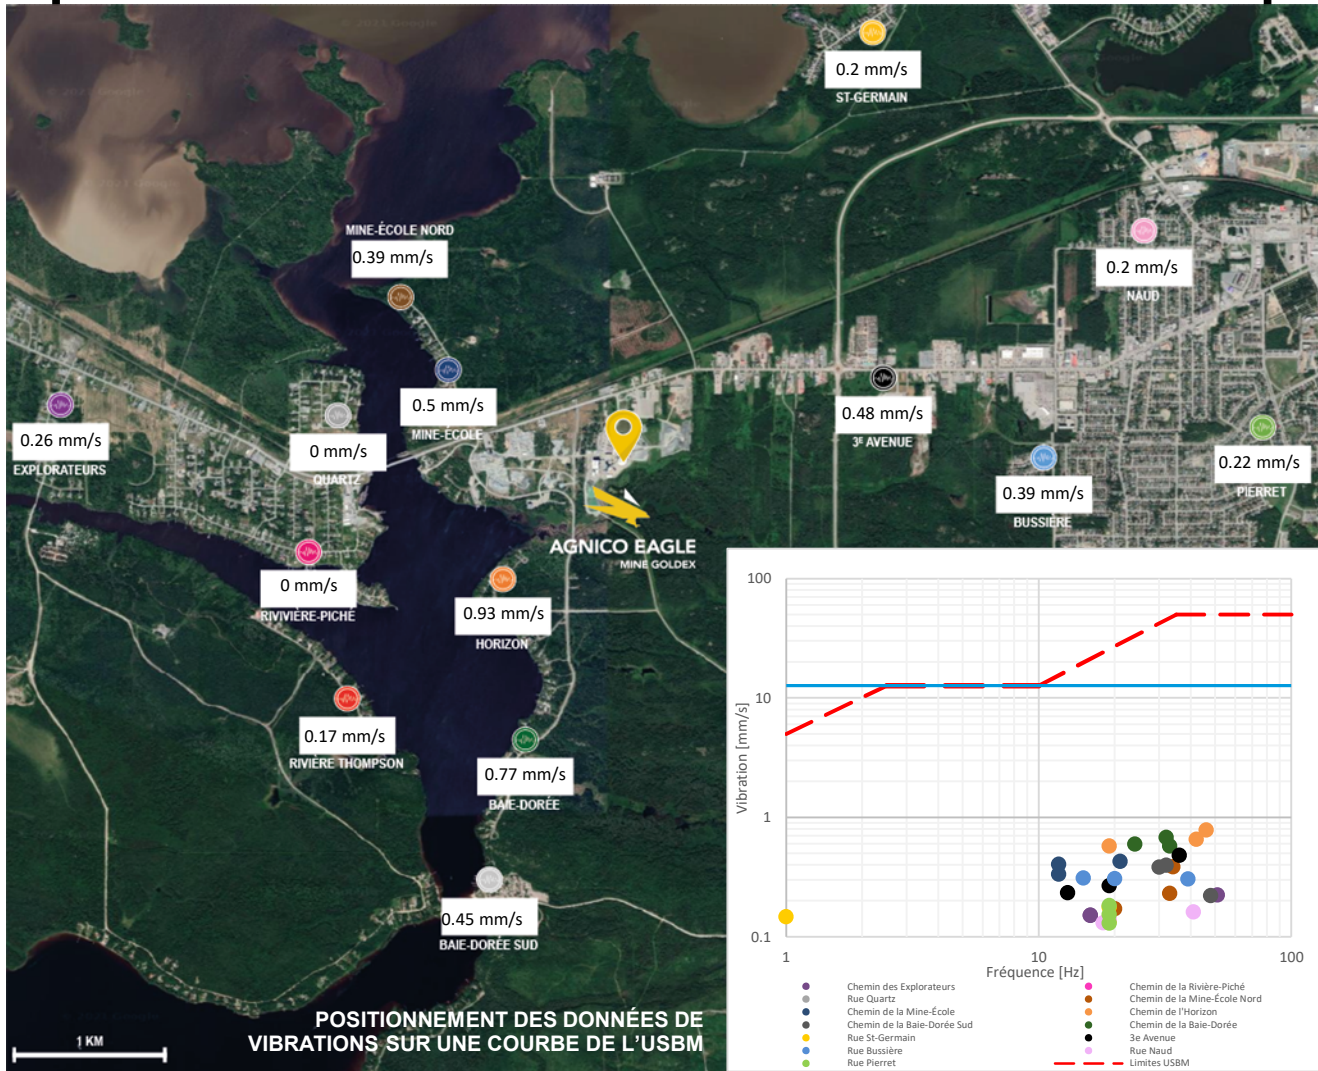 0.2 mm/s
ST-GERMAIN
MINE-ÉCOLE NORD
0.39 mm/s
0.2 mm/s
NAUD
0.5 mm/s
MINE-ÉCOLE
0.26 mm/s
EXPLORATEURS
0 mm/s
QUARTZ
0.48 mm/s
3E AVENUE
0.39 mm/s
BUSSIÈRE
0.22 mm/s
PIERRET
AGNICO EAGLE
MINE GOLDEX
0 mm/s
RIVIVIÈRE-PICHÉ
0.93 mm/s
HORIZON
0.17 mm/s
RIVIÈRE THOMPSON
0.77 mm/s
BAIE-DORÉE
0.45 mm/s
BAIE-DORÉE SUD
POSITIONNEMENT DES DONNÉES DE
VIBRATIONS SUR UNE COURBE DE L'USBM
1 KM
100
10
1
0.1
Vibration [mm/s]
1
10
100
Fréquence [Hz]
Chemin des Explorateurs
Chemin de la Rivière-Piché
Rue Quartz
Chemin de la Mine-École Nord
Chemin de la Mine-École
Chemin de l'Horizon
Chemin de la Baie-Dorée Sud
Chemin de la Baie-Dorée
Rue St-Germain
3e Avenue
Rue Bussière
Rue Naud
Rue Pierret
Limites USBM